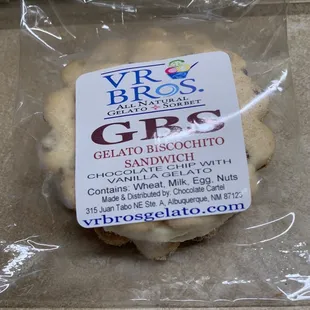 VR
BROS.
ALL NATURAL
GELATO SORBET
GBS
GELATO BISCOCHITO
SANDWICH
CHOCOLATE CHIP WITH
VANILLA GELATO
Contains: Wheat, Milk, Egg, Nuts
Made & Distributed by: Chocolate Cartel
315 Juan Tabo NE Ste. A, Albuquerque, NM 87123
vrbrosgelato.com